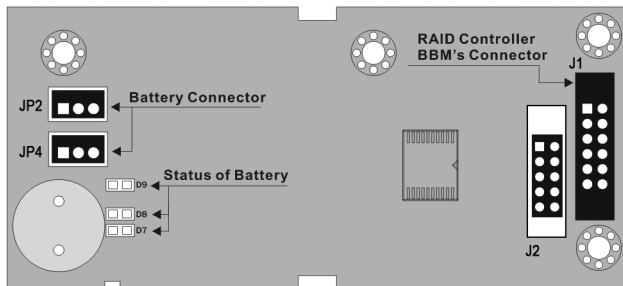 RAID Controller
BBM's Connector
J1
JP2
Battery Connector
JP4
Status of Battery
D9
D8
D7
J2